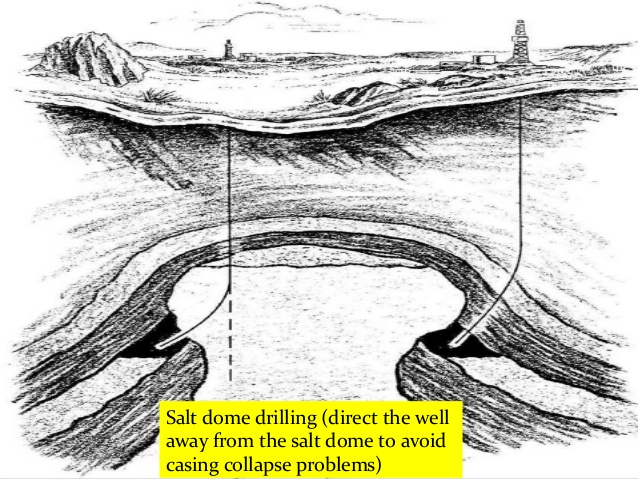 Salt dome drilling (direct the well
away from the salt dome to avoid
casing collapse problems)